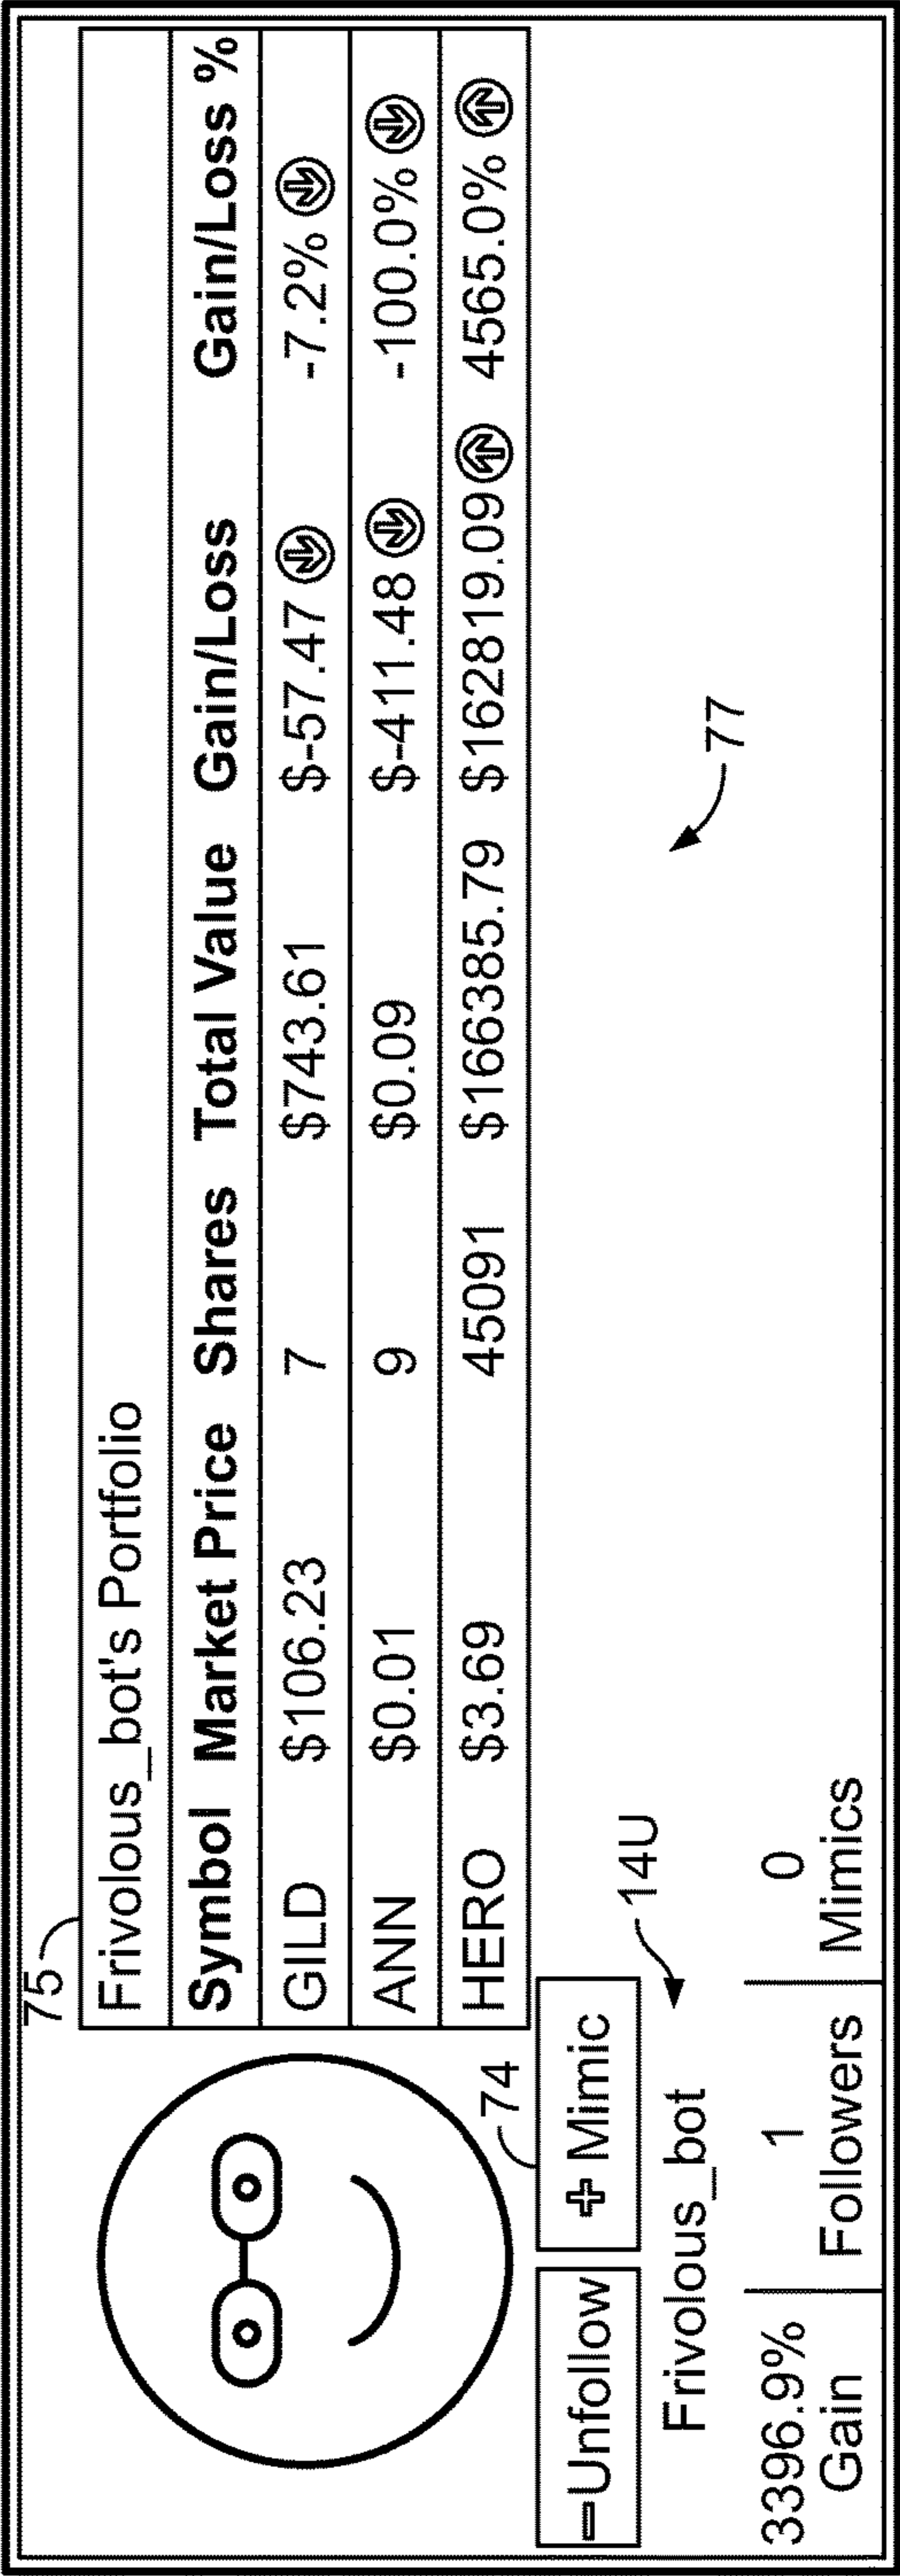 75
Frivolous_bot's Portfolio
Symbol Market Price Shares Total Value Gain/Loss Gain/Loss %
GILD $106.23 7 $743.61 $-57.47 -7.2%
ANN $0.01 9 $0.09 $-411.48 -100.0%
HERO $3.69 45091 $166385.79 $162819.09 4565.0%
74
Unfollow + Mimic
14U
Frivolous_bot
77
3396.9% 1 0
Gain Followers Mimics